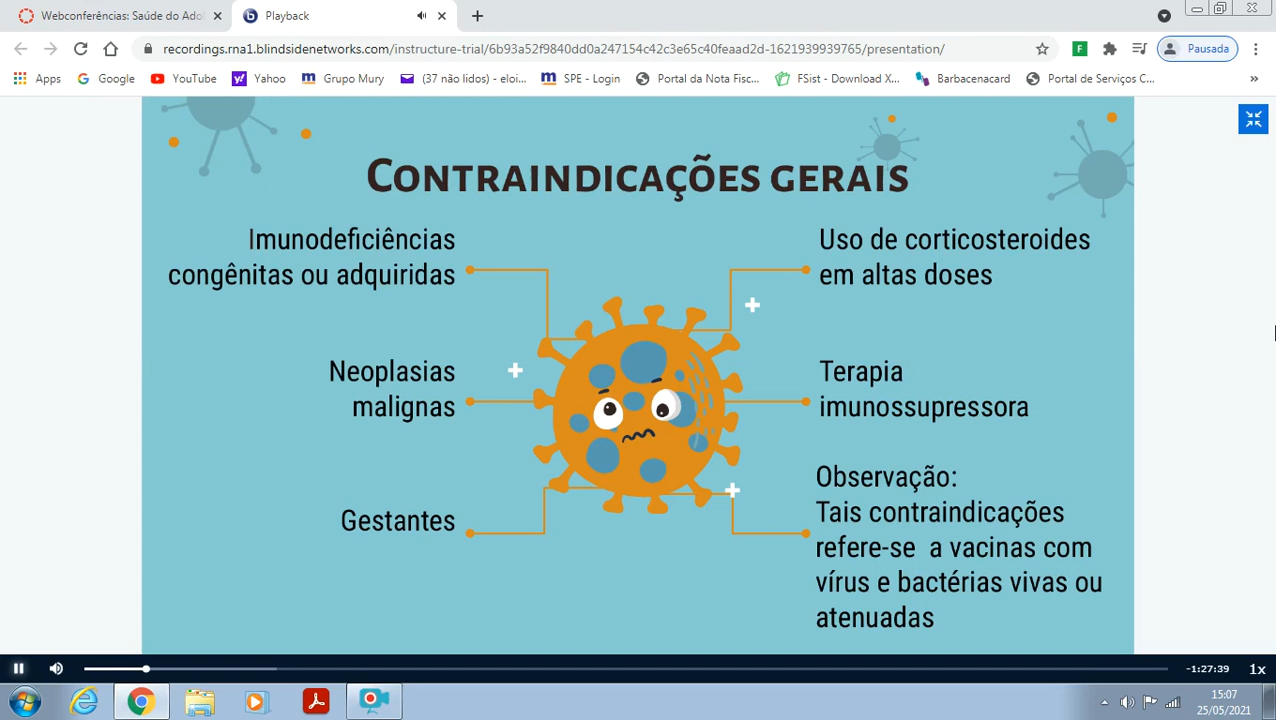 Webconferências: Saúde do Adol
Playback
recordings.rna1.blindsidenetworks.com/instructure-trial/6b93a52f9840dd0a247154c42c3e65c40feaad2d-1621939939765/presentation/
Pausada
Apps
Google
YouTube
Yahoo
Grupo Mury
(37 não lidos) - eloi...
SPE - Login
Portal da Nota Fisc...
FSist - Download X...
Barbacenacard
Portal de Serviços C...
Contraindicações gerais
Imunodeficiências
congênitas ou adquiridas
Neoplasias
malignas
Gestantes
Uso de corticosteroides
em altas doses
Terapia
imunossupressora
Observação:
Tais contraindicações
refere-se a vacinas com
vírus e bactérias vivas ou
atenuadas
-1:27:39
1x
15:07
25/05/2021